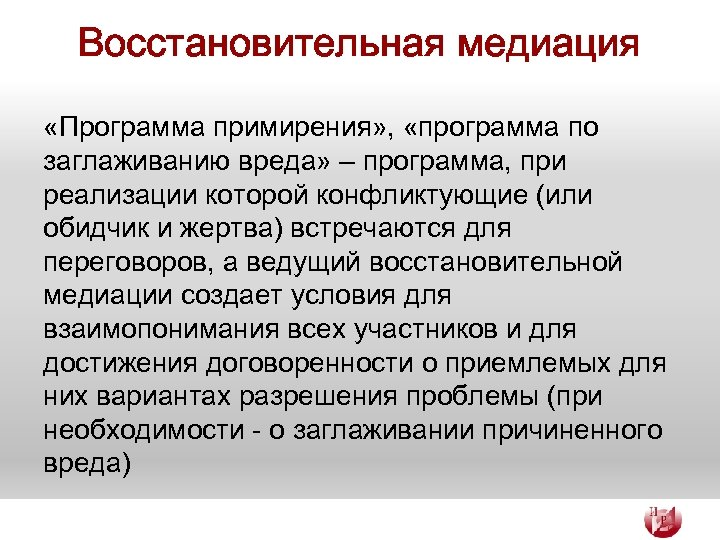 Восстановительная медиация
«Программа примирения» , «программа по
заглаживанию вреда» – программа, при
реализации которой конфликтующие (или
обидчик и жертва) встречаются для
переговоров, а ведущий восстановительной
медиации создает условия для
взаимопонимания всех участников и для
достижения договоренности о приемлемых для
них вариантах разрешения проблемы (при
необходимости - о заглаживании причиненного
вреда)